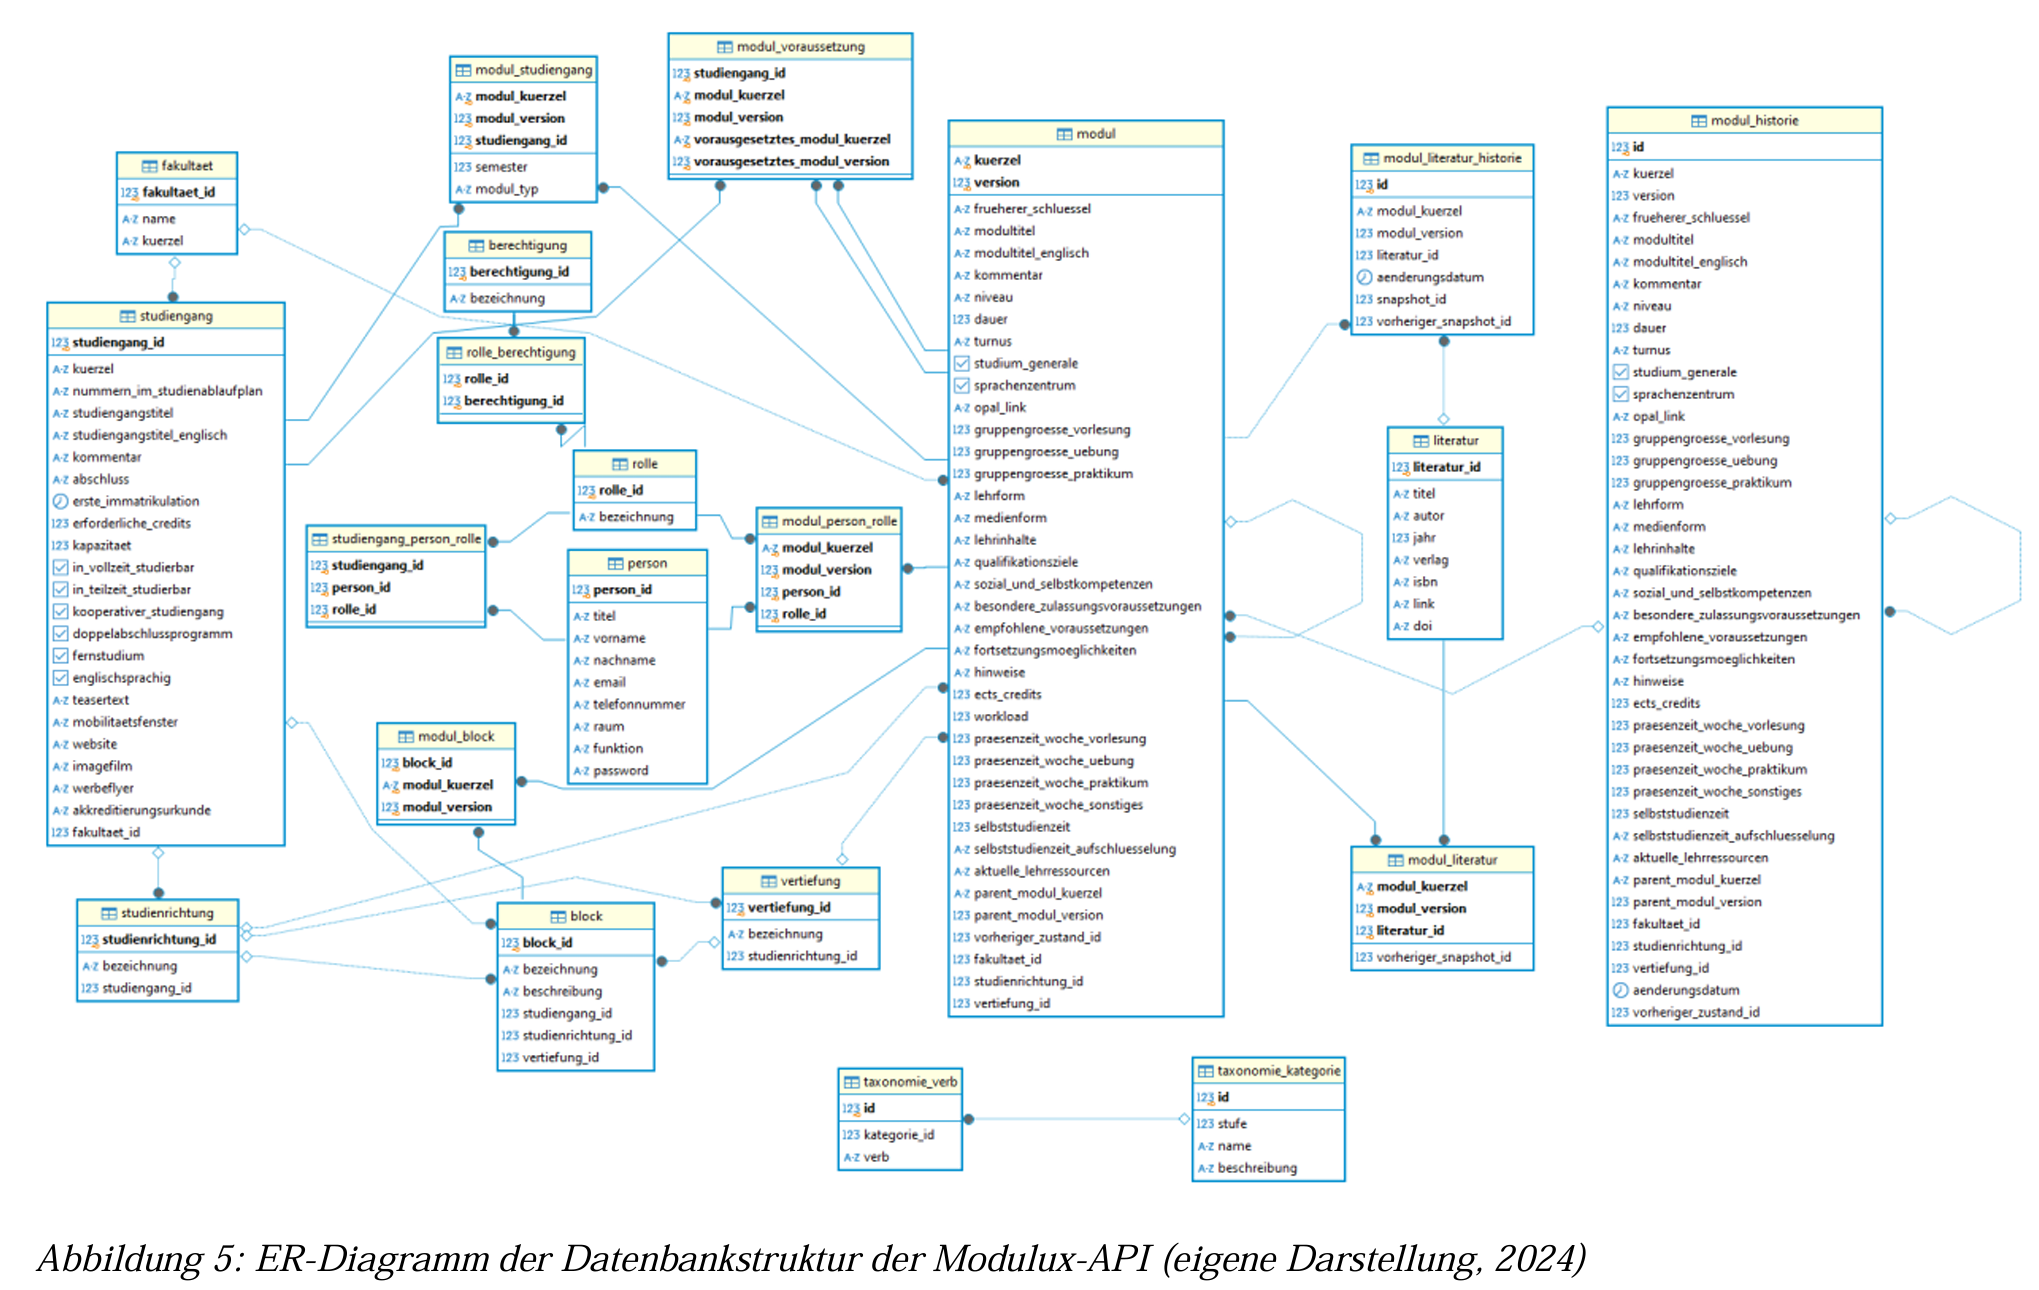 modul_voraussetzung
123 studiengang_id
A-Z modul_kuerzel
123 modul_version
A-Z vorausgesetztes_modul_kuerzel
123 vorausgesetztes_modul_version
modul_studiengang
A-Z modul_kuerzel
123 modul_version
123 studiengang_id
123 semester
A-Z modul_typ
fakultaet
123 fakultaet_id
A-Z name
A-Z kuerzel
berechtigung
123 berechtigung_id
A-Z bezeichnung
rolle_berechtigung
123 rolle_id
123 berechtigung_id
studiengang
123 studiengang_id
A-Z kuerzel
A-Z nummern_im_studienablaufplan
A-Z studiengangstitel
A-Z studiengangstitel_englisch
A-Z kommentar
A-Z abschluss
erste_immatrikulation
123 erforderliche_credits
123 kapazitaet
in_vollzeit_studierbar
in_teilzeit_studierbar
kooperativer_studiengang
doppelabschlussprogramm
fernstudium
englischsprachig
A-Z teasertext
A-Z mobilitaetsfenster
A-Z website
A-Z imagefilm
A-Z werbeflyer
A-Z akkreditierungsurkunde
123 fakultaet_id
rolle
123 rolle_id
A-Z bezeichnung
studiengang_person_rolle
123 studiengang_id
123 person_id
123 rolle_id
person
123 person_id
A-Z titel
A-Z vorname
A-Z nachname
A-Z email
A-Z telefonnummer
A-Z raum
A-Z funktion
A-Z password
modul_person_rolle
A-Z modul_kuerzel
123 modul_version
123 person_id
123 rolle_id
modul_block
123 block_id
A-Z modul_kuerzel
123 modul_version
studienrichtung
123 studienrichtung_id
A-Z bezeichnung
123 studiengang_id
block
123 block_id
A-Z bezeichnung
A-Z beschreibung
123 studiengang_id
123 studienrichtung_id
123 vertiefung_id
vertiefung
123 vertiefung_id
A-Z bezeichnung
123 studienrichtung_id
modul
A-Z kuerzel
123 version
A-Z frueherer_schluessel
A-Z modultitel
A-Z modultitel_englisch
A-Z kommentar
A-Z niveau
123 dauer
A-Z turnus
studium_generale
sprachenzentrum
A-Z opal_link
123 gruppengroesse_vorlesung
123 gruppengroesse_uebung
123 gruppengroesse_praktikum
A-Z lehrform
A-Z medienform
A-Z lehrinhalte
A-Z qualifikationsziele
A-Z sozial_und_selbstkompetenzen
A-Z besondere_zulassungsvoraussetzungen
A-Z empfohlene_voraussetzungen
A-Z fortsetzungsmoeglichkeiten
A-Z hinweise
123 ects_credits
123 workload
123 praesenzeit_woche_vorlesung
123 praesenzeit_woche_uebung
123 praesenzeit_woche_praktikum
123 praesenzeit_woche_sonstiges
123 selbststudienzeit
A-Z selbststudienzeit_aufschluesselung
A-Z aktuelle_lehrressourcen
A-Z parent_modul_kuerzel
123 parent_modul_version
123 vorheriger_zustand_id
123 fakultaet_id
123 studienrichtung_id
123 vertiefung_id
modul_literatur_historie
123 id
A-Z modul_kuerzel
123 modul_version
123 literatur_id
aenderungsdatum
123 snapshot_id
123 vorheriger_snapshot_id
literatur
123 literatur_id
A-Z titel
A-Z autor
123 jahr
A-Z verlag
A-Z isbn
A-Z link
A-Z doi
modul_literatur
A-Z modul_kuerzel
123 modul_version
123 literatur_id
123 vorheriger_snapshot_id
modul_historie
123 id
A-Z kuerzel
123 version
A-Z frueherer_schluessel
A-Z modultitel
A-Z modultitel_englisch
A-Z kommentar
A-Z niveau
123 dauer
A-Z turnus
studium_generale
sprachenzentrum
A-Z opal_link
123 gruppengroesse_vorlesung
123 gruppengroesse_uebung
123 gruppengroesse_praktikum
A-Z lehrform
A-Z medienform
A-Z lehrinhalte
A-Z qualifikationsziele
A-Z sozial_und_selbstkompetenzen
A-Z besondere_zulassungsvoraussetzungen
A-Z empfohlene_voraussetzungen
A-Z fortsetzungsmoeglichkeiten
A-Z hinweise
123 ects_credits
123 praesenzeit_woche_vorlesung
123 praesenzeit_woche_uebung
123 praesenzeit_woche_praktikum
123 praesenzeit_woche_sonstiges
123 selbststudienzeit
A-Z selbststudienzeit_aufschluesselung
A-Z aktuelle_lehrressourcen
A-Z parent_modul_kuerzel
123 parent_modul_version
123 fakultaet_id
123 studienrichtung_id
123 vertiefung_id
aenderungsdatum
123 vorheriger_zustand_id
taxonomie_verb
123 id
123 kategorie_id
A-Z verb
taxonomie_kategorie
123 id
123 stufe
A-Z name
A-Z beschreibung
Abbildung 5: ER-Diagramm der Datenbankstruktur der Modulux-API (eigene Darstellung, 2024)